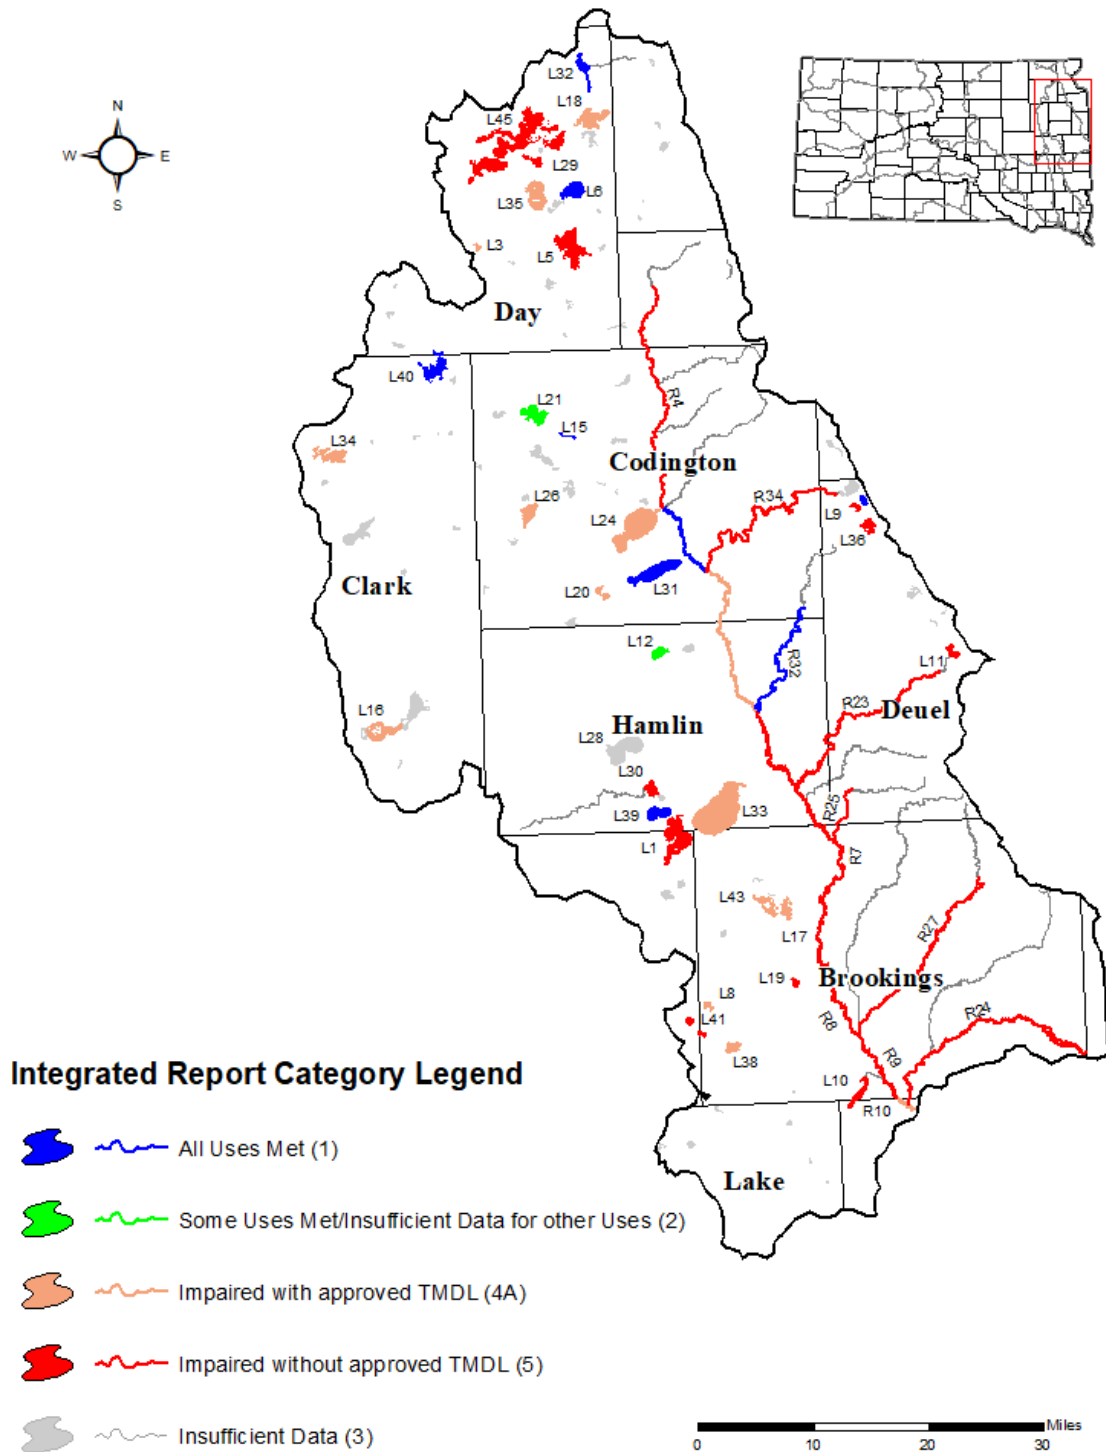 L32
L18
L45
N
W E
S
L29
L35
L6
L3
L5
Day
L40
L21
R4
L15
L34
Codington
R34
L26
L24
L9
L36
Clark
L31
L20
L12
R32
L11
R23
Deuel
L16
Hamlin
L28
L30
R25
L39
L33
L1
R7
L43
L17
R27
L19
Brookings
L8
R8
R24
L41
L38
R9
Integrated Report Category Legend
L10
R10
All Uses Met (1)
Lake
Some Uses Met/Insufficient Data for other Uses (2)
Impaired with approved TMDL (4A)
Impaired without approved TMDL (5)
Insufficient Data (3)
Miles
0 10 20 30